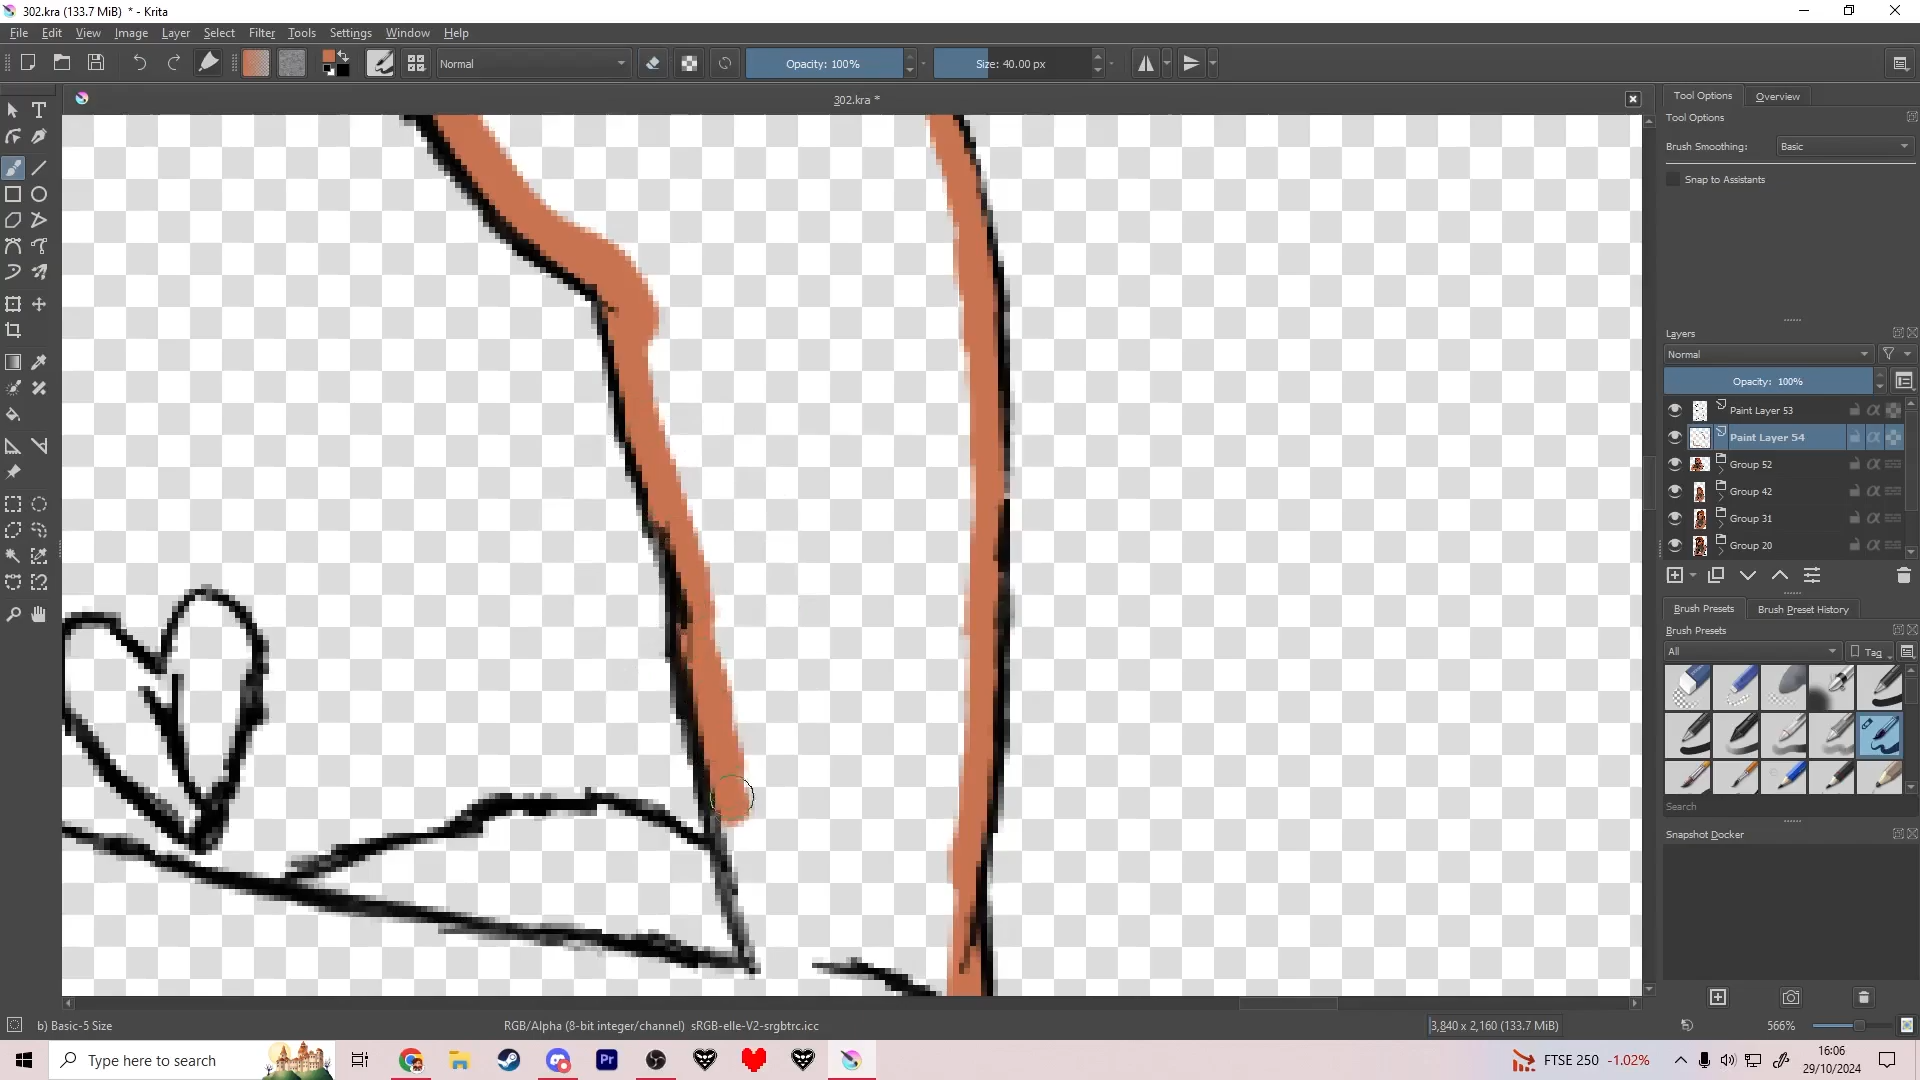 302.kra (133.7 MiB) * - Krita
File Edit View Image Layer Select Filter Tools Settings Window Help
Normal
Opacity: 100%
Size: 40.00 px
302.kra *
Tool Options
Overview
Tool Options
Brush Smoothing: Basic
Snap to Assistants
Layers
Normal
Opacity: 100%
Paint Layer 53
Paint Layer 54
Group 52
Group 42
Group 31
Group 20
Brush Presets
Brush Preset History
Brush Presets
All
Tag
Search
Snapshot Docker
b) Basic-5 Size
RGB/Alpha (8-bit integer/channel) sRGB-elle-V2-srgbtrc.icc
3,840 x 2,160 (133.7 MiB)
566%
Type here to search
Pr
FTSE 250 -1.02%
16:06
29/10/2024